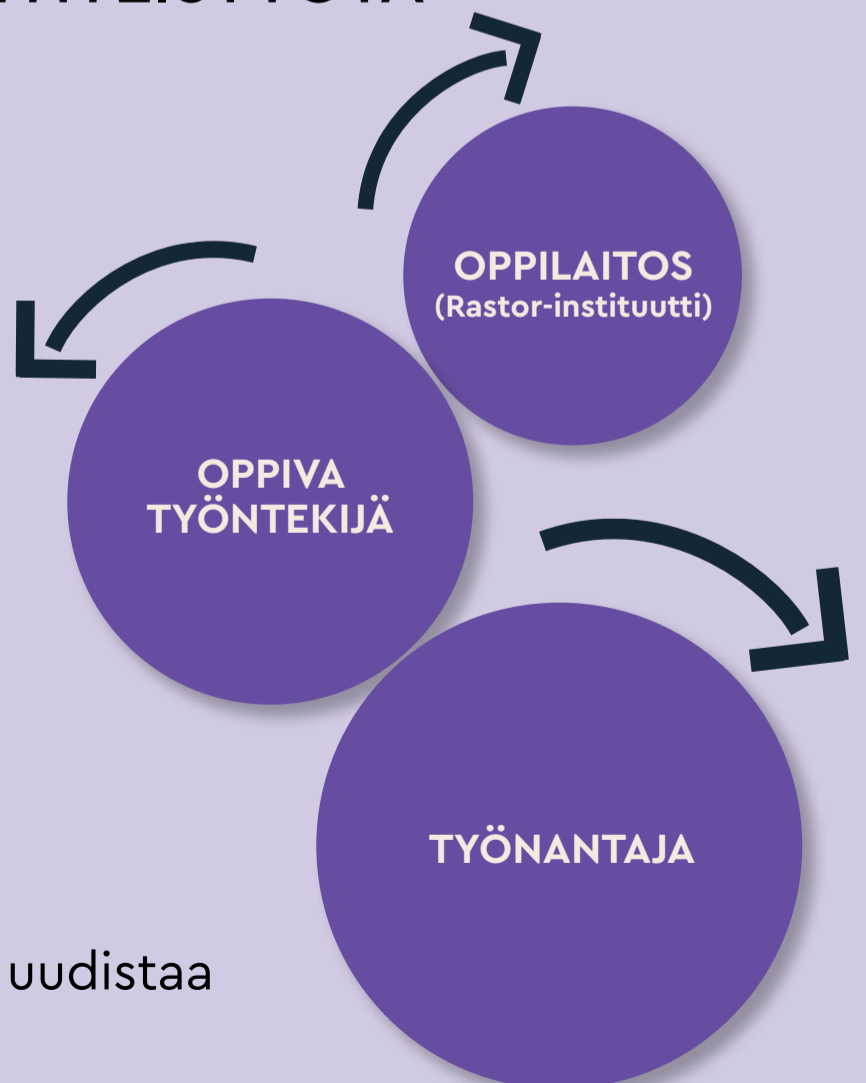 OPPILAITOS
(Rastor-instituutti)
OPPIVA
TYÖNTEKIJÄ
TYÖNANTAJA
uudistaa